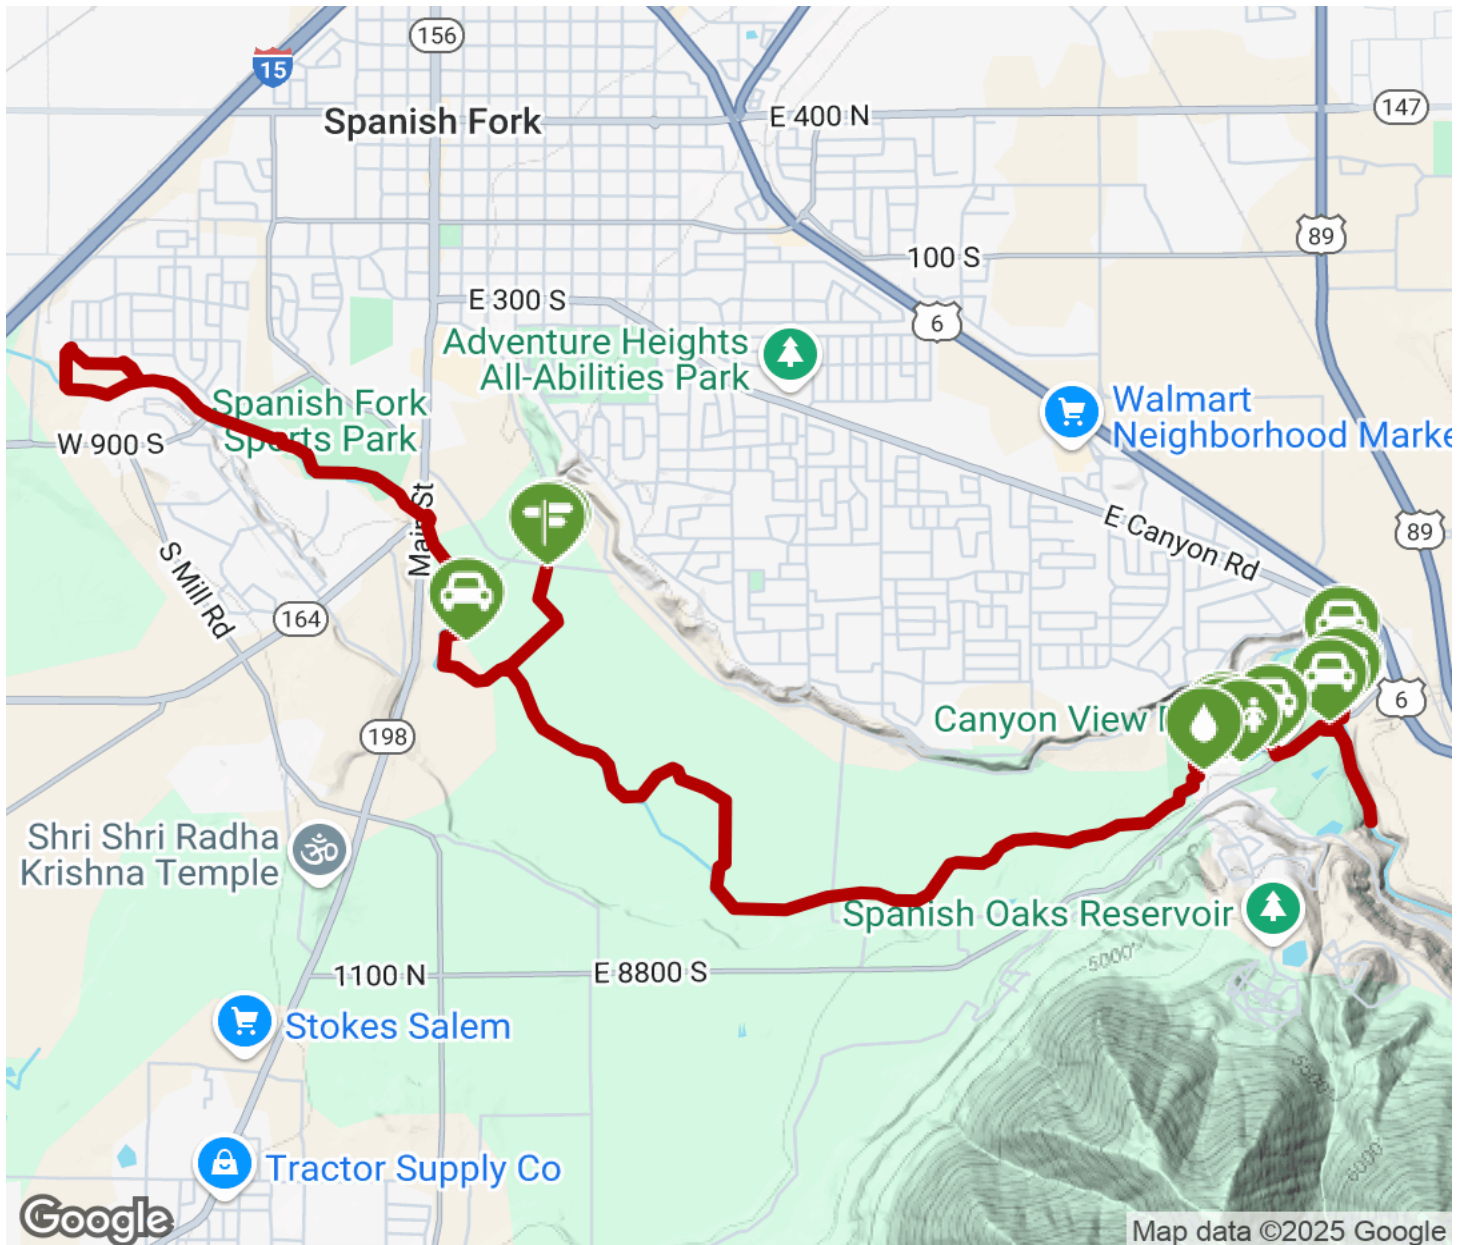 156
15
Spanish Fork
E 400 N
147
89
100 S
E 300 S
6
Adventure Heights
All-Abilities Park
Walmart
Neighborhood Marke
Spanish Fork
Sports Park
W 900 S
Main St
E Canyon Rd
89
S Mill Rd
164
6
Canyon View
198
Shri Shri Radha
Krishna Temple
Spanish Oaks Reservoir
5000'
1100 N
E 8800 S
Stokes Salem
5500'
6000'
Tractor Supply Co
Google
Map data ©2025 Google